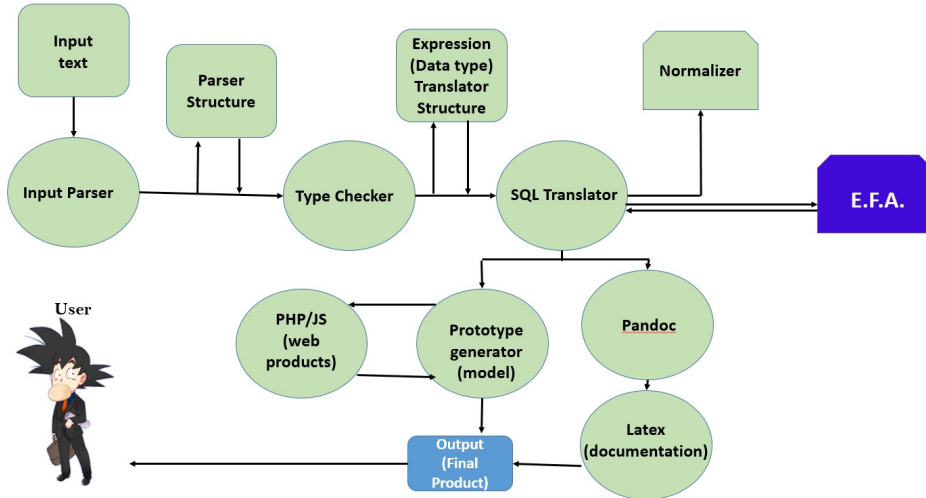 Input
text
Parser
Structure
Expression
(Data type)
Translator
Structure
Normalizer
Input Parser
Type Checker
SQL Translator
E.F.A.
User
PHP/JS
(web
products)
Prototype
generator
(model)
Pandoc
Latex
(documentation)
Output
(Final
Product)